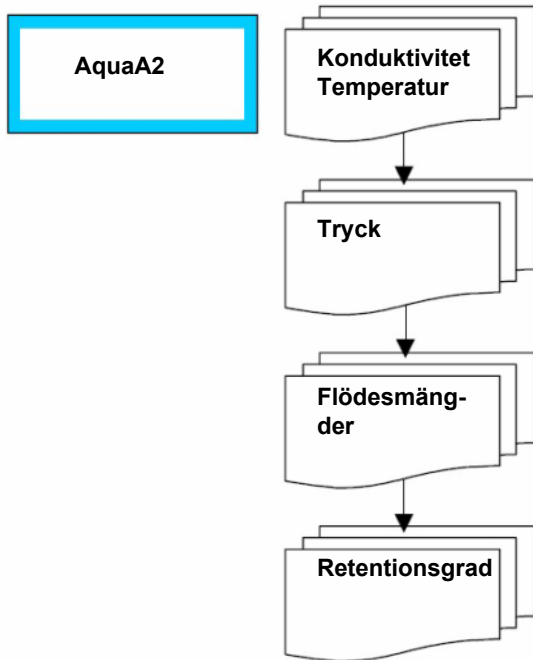 AquaA2
Konduktivitet
Temperatur
Tryck
Flödesmäng-
der
Retentionsgrad